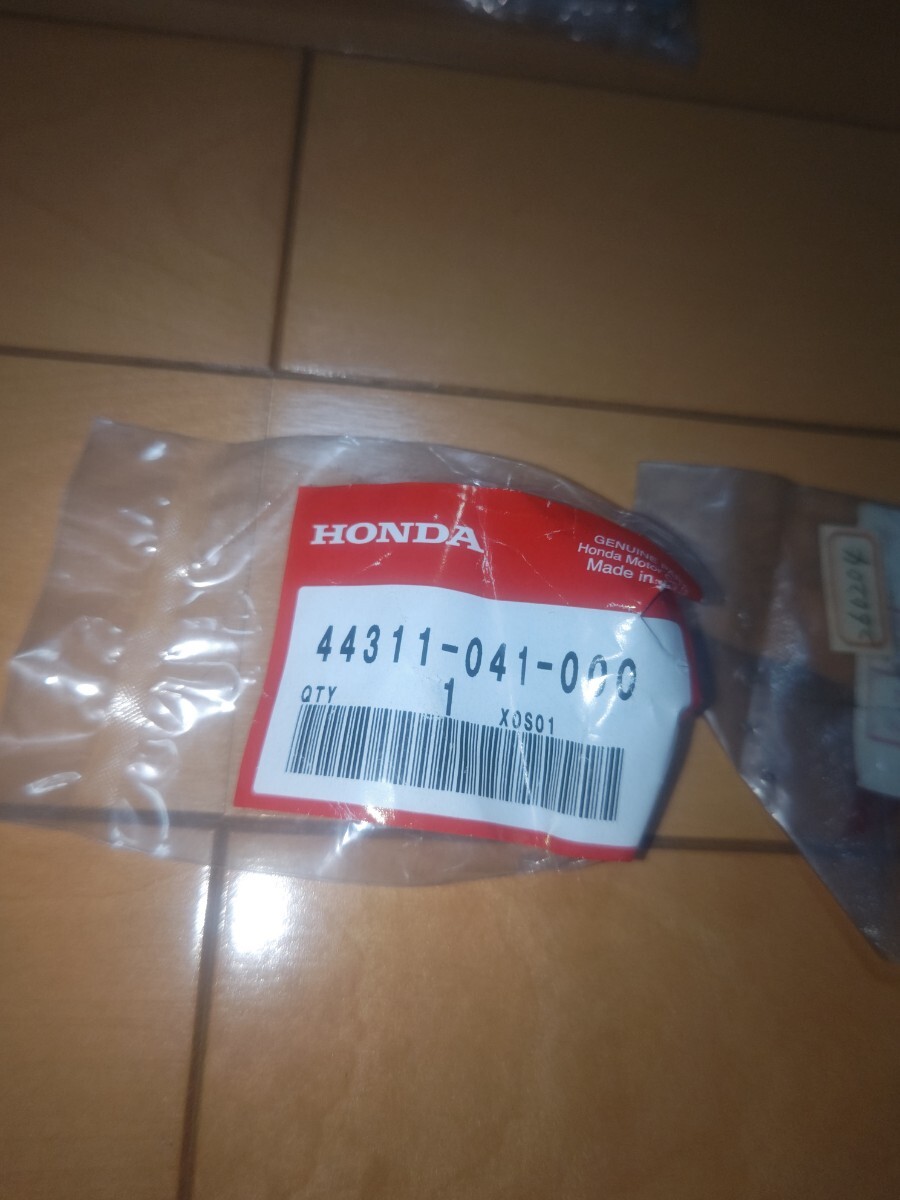 HONDA
GENUINE
Honda Motor
Made in
44311-041-000
QTY 1 X0S01